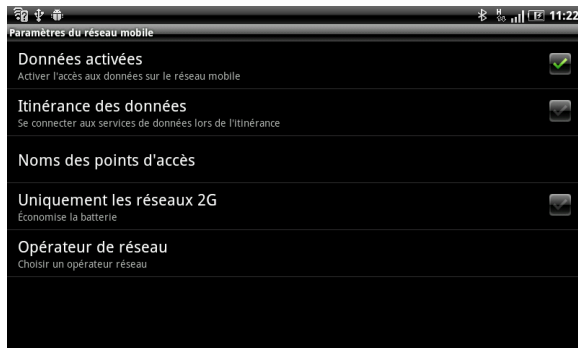 11:22
Paramètres du réseau mobile
Données activées
Activer l'accès aux données sur le réseau mobile
Itinérance des données
Se connecter aux services de données lors de l'itinérance
Noms des points d'accès
Uniquement les réseaux 2G
Économise la batterie
Opérateur de réseau
Choisir un opérateur réseau